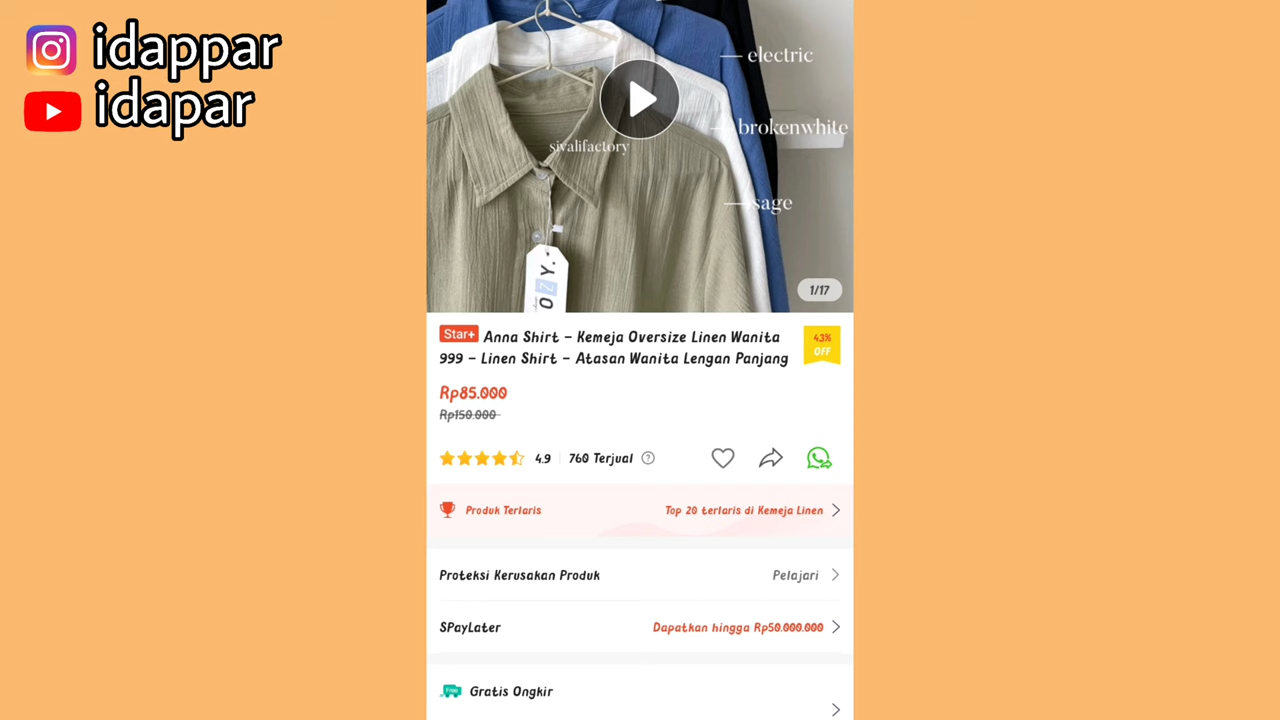 idappar
idapar
electric
brokenwhite
sivalifactory
sage
OZY.
1/17
Star+ Anna Shirt - Kemeja Oversize Linen Wanita
999 - Linen Shirt - Atasan Wanita Lengan Panjang
43%
OFF
Rp85.000
Rp150.000
4.9 760 Terjual ?
Produk Terlaris Top 20 terlaris di Kemeja Linen
Proteksi Kerusakan Produk Pelajari
SPayLater Dapatkan hingga Rp50.000.000
Gratis Ongkir